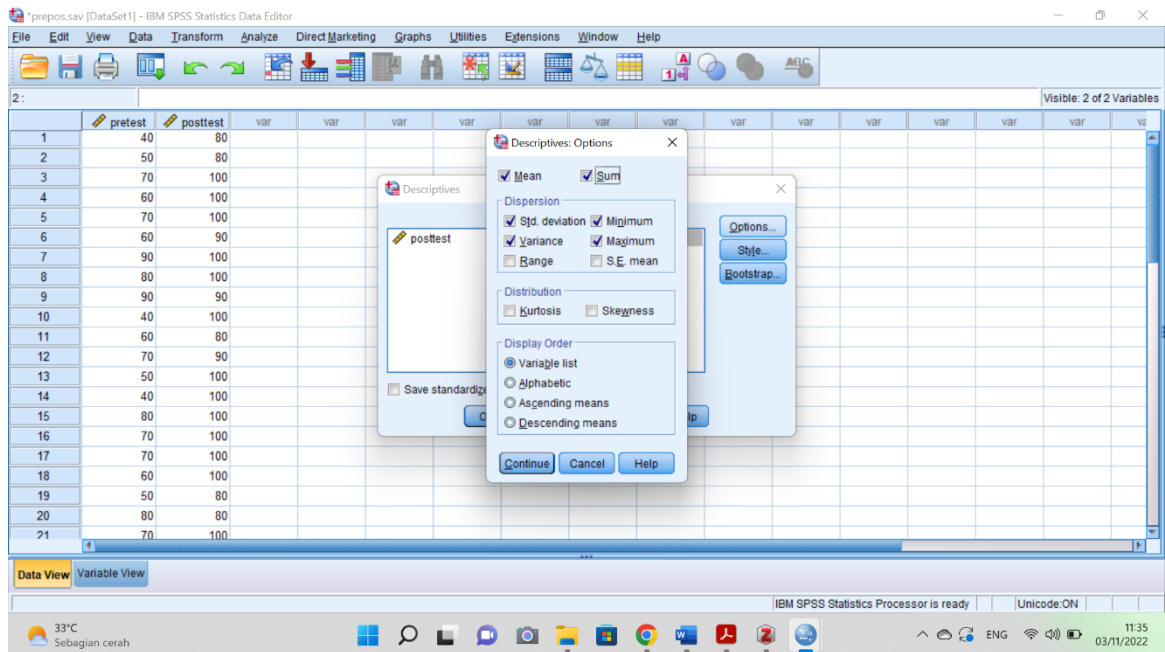 *prepos.sav [DataSet1] - IBM SPSS Statistics Data Editor
File Edit View Data Transform Analyze Direct Marketing Graphs Utilities Extensions Window Help
2 :
Visible: 2 of 2 Variables
pretest posttest var var var var var var var var var var var var var va
1 40 80
2 50 80
3 70 100
4 60 100
5 70 100
6 60 90
7 90 100
8 80 100
9 90 90
10 40 100
11 60 80
12 70 90
13 50 100
14 40 100
15 80 100
16 70 100
17 70 100
18 60 100
19 50 80
20 80 80
21 70 100
Descriptives
posttest
Save standardize
Options...
Style...
Bootstrap...
Descriptives: Options
Mean Sum
Dispersion
Std. deviation Minimum
Variance Maximum
Range S.E. mean
Distribution
Kurtosis Skewness
Display Order
Variable list
Alphabetic
Ascending means
Descending means
Continue Cancel Help
Data View Variable View
IBM SPSS Statistics Processor is ready Unicode:ON
33°C
Sebagian cerah
ENG
11:35
03/11/2022